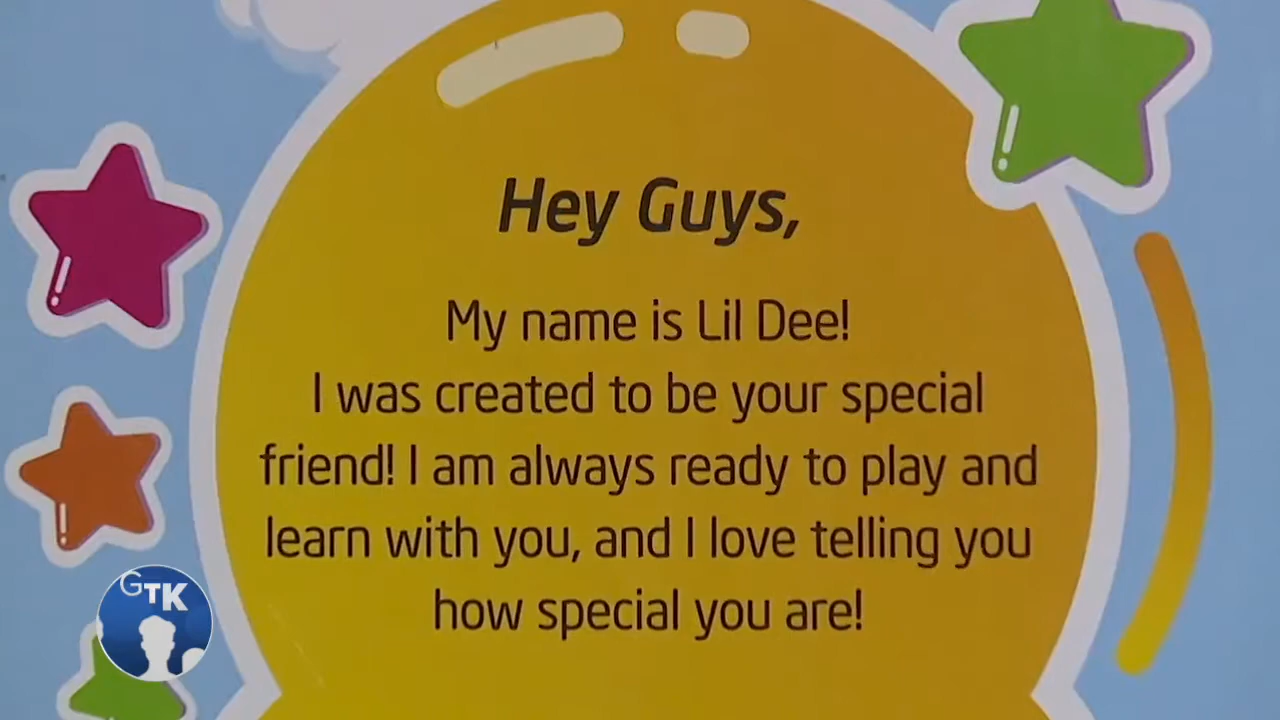 Hey Guys,
My name is Lil Dee!
I was created to be your special
friend! I am always ready to play and
learn with you, and I love telling you
how special you are!
GTK